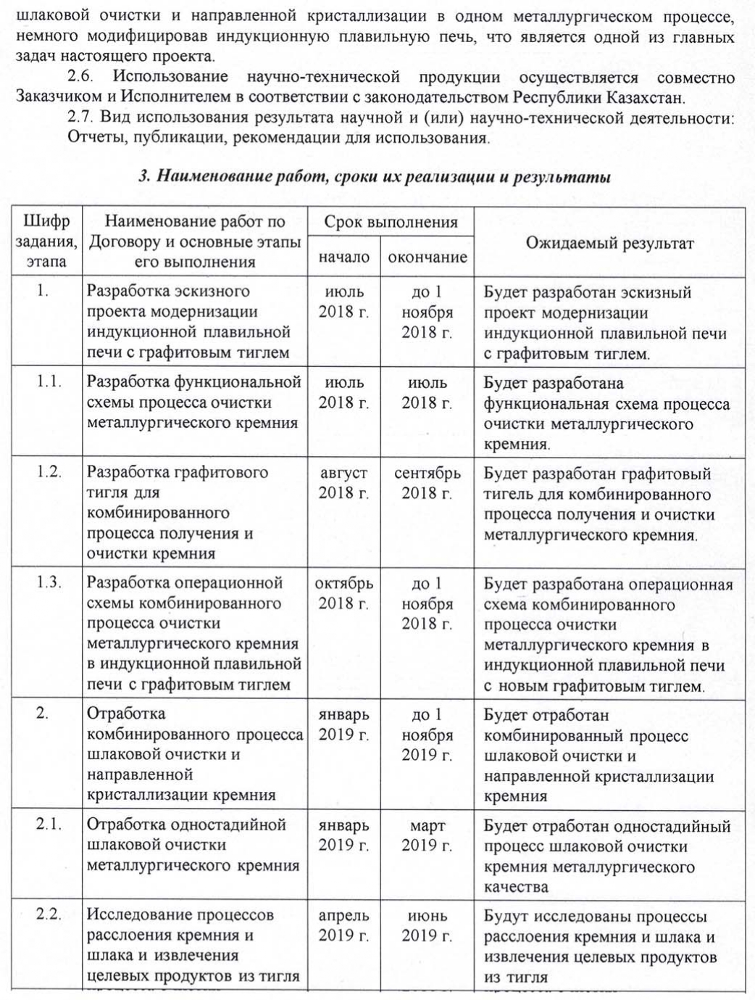 шлаковой очистки и направленной кристаллизации в одном металлургическом процессе,
немного модифицировав индукционную плавильную печь, что является одной из главных
задач настоящего проекта.
2.6. Использование научно-технической продукции осуществляется совместно
Заказчиком и Исполнителем в соответствии с законодательством Республики Казахстан.
2.7. Вид использования результата научной и (или) научно-технической деятельности:
Отчеты, публикации, рекомендации для использования.
3. Наименование работ, сроки их реализации и результаты
Шифр
задания,
этапа
Наименование работ по
Договору и основные этапы
его выполнения
Срок выполнения
начало
окончание
Ожидаемый результат
1.
Разработка эскизного
проекта модернизации
индукционной плавильной
печи с графитовым тиглем
июль
2018 г.
до 1
ноября
2018 г.
Будет разработан эскизный
проект модернизации
индукционной плавильной печи
с графитовым тиглем.
1.1.
Разработка функциональной
схемы процесса очистки
металлургического кремния
июль
2018 г.
июль
2018 г.
Будет разработана
функциональная схема процесса
очистки металлургического
кремния.
1.2.
Разработка графитового
тигля для
комбинированного
процесса получения и
очистки кремния
август
2018 г.
сентябрь
2018 г.
Будет разработан графитовый
тигель для комбинированного
процесса получения и очистки
металлургического кремния.
1.3.
Разработка операционной
схемы комбинированного
процесса очистки
металлургического кремния
в индукционной плавильной
печи с графитовым тиглем
октябрь
2018 г.
до 1
ноября
2018 г.
Будет разработана операционная
схема комбинированного
процесса очистки
металлургического кремния в
индукционной плавильной печи
с новым графитовым тиглем.
2.
Отработка
комбинированного процесса
шлаковой очистки и
направленной
кристаллизации кремния
январь
2019 г.
до 1
ноября
2019 г.
Будет отработан
комбинированный процесс
шлаковой очистки и
направленной кристаллизации
кремния
2.1.
Отработка одностадийной
шлаковой очистки
металлургического кремния
январь
2019 г.
март
2019 г.
Будет отработан одностадийный
процесс шлаковой очистки
кремния металлургического
качества
2.2.
Исследование процессов
расслоения кремния и
шлака и извлечения
целевых продуктов из тигля
апрель
2019 г.
июнь
2019 г.
Будут исследованы процессы
расслоения кремния и шлака и
извлечения целевых продуктов
из тигля